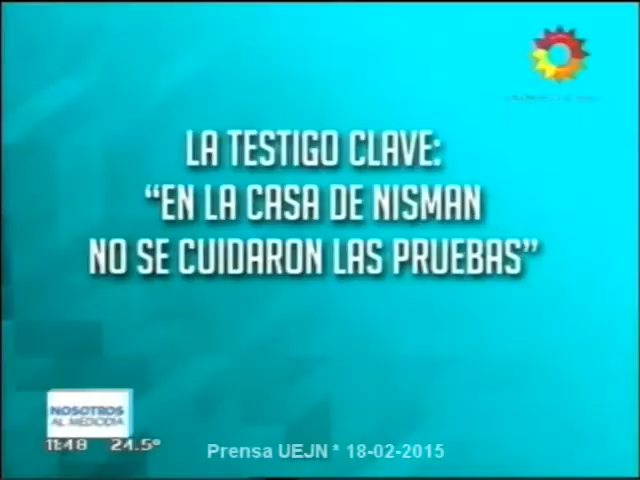 LA TESTIGO CLAVE:
“EN LA CASA DE NISMAN
NO SE CUIDARON LAS PRUEBAS”
NOSOTROS
AL MEDIODIA
11:48 24.5°
Prensa UEJN * 18-02-2015